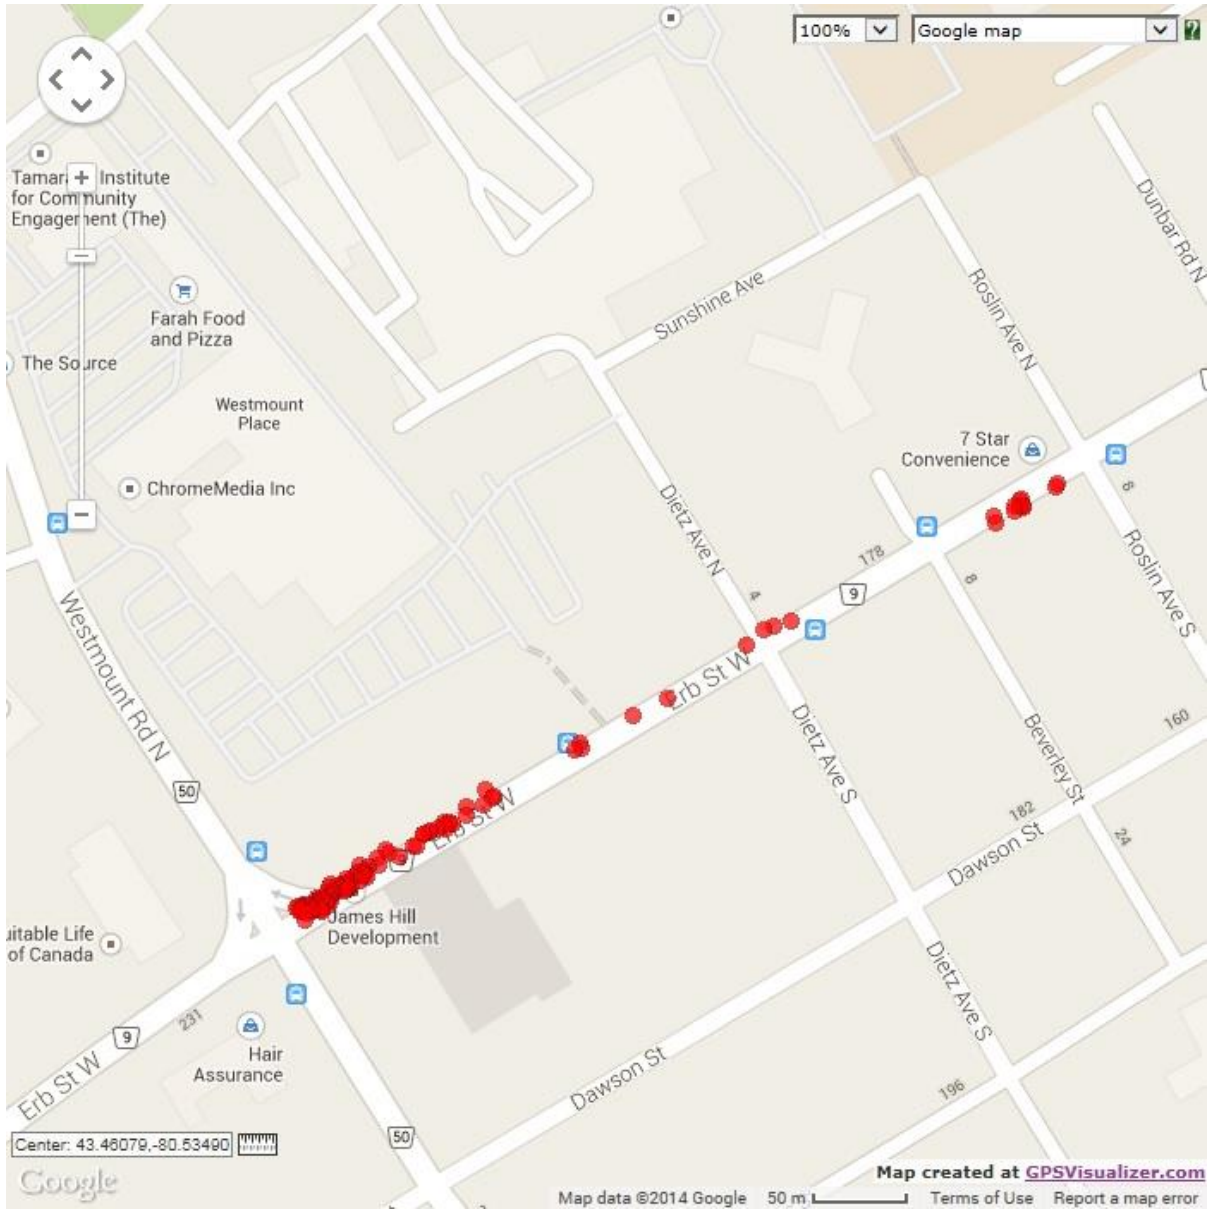 100%
Google map
?
Tamara
Institute
for Community
Engagement (The)
Farah Food
and Pizza
The Source
Westmount
Place
ChromeMedia Inc
Sunshine Ave
Dunbar Rd N
Roslin Ave N
7 Star
Convenience
Dietz Ave N
178
9
8
6
Roslin Ave S
4
Westmount Rd N
50
Erb St W
Dietz Ave S
Beverley St
160
182
24
Dawson St
Erb St W
James Hill
Development
uitable Life
of Canada
Dietz Ave S
231
9
Hair
Assurance
Erb St W
Dawson St
196
50
Center: 43.46079,-80.53490
Google
Map created at GPSVisualizer.com
Map data ©2014 Google
50 m
Terms of Use
Report a map error